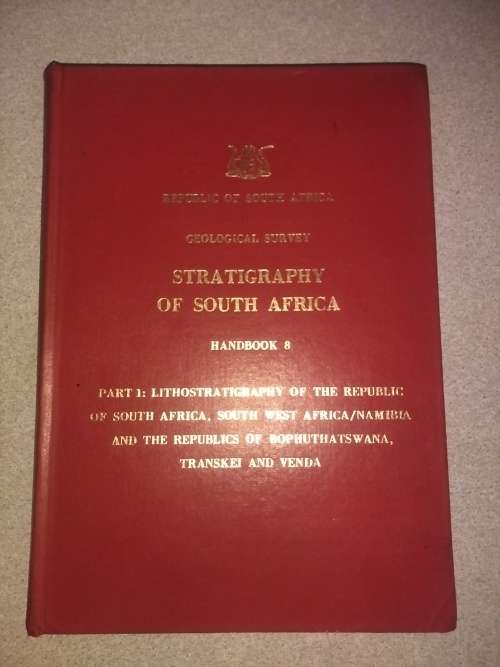 REPUBLIC OF SOUTH AFRICA
GEOLOGICAL SURVEY
STRATIGRAPHY
OF SOUTH AFRICA
HANDBOOK 8
PART 1: LITHOSTRATIGRAPHY OF THE REPUBLIC
OF SOUTH AFRICA, SOUTH WEST AFRICA/NAMIBIA
AND THE REPUBLICS OF BOPHUTHATSWANA,
TRANSKEI AND VENDA